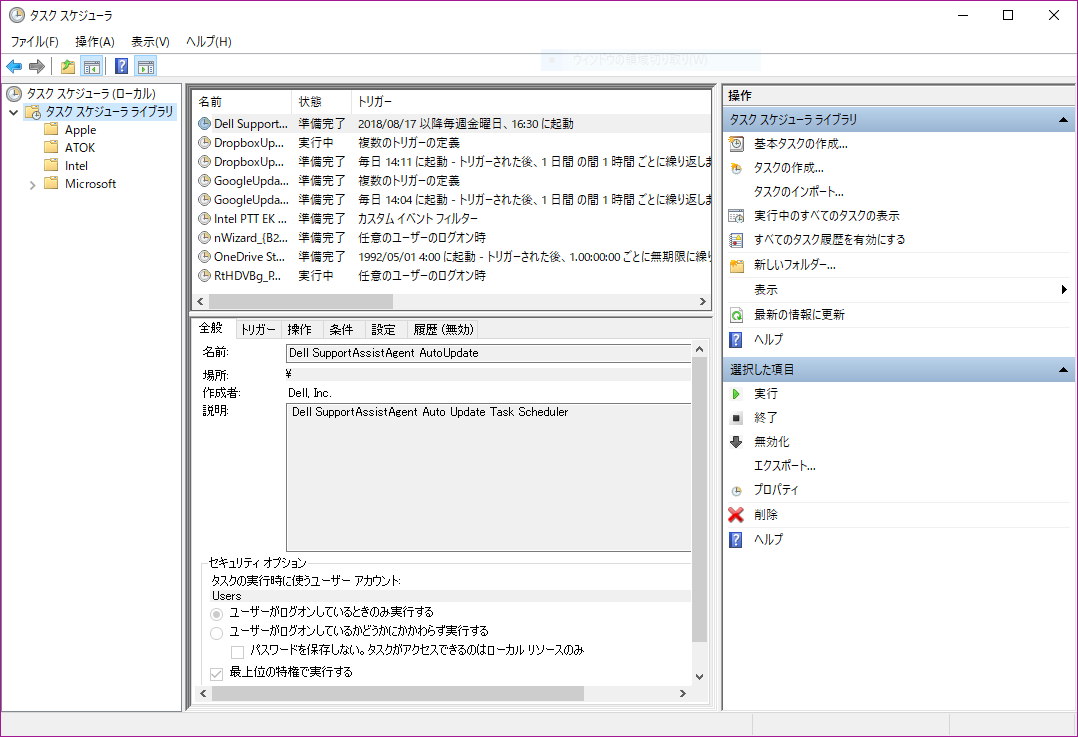 タスク スケジューラ
ファイル(F) 操作(A) 表示(V) ヘルプ(H)
ウィンドウの領域切り取り(W)
タスク スケジューラ (ローカル)
タスク スケジューラ ライブラリ
Apple
ATOK
Intel
Microsoft
名前 状態 トリガー
Dell Support... 準備完了 2018/08/17 以降毎週金曜日、16:30 に起動
DropboxUp... 実行中 複数のトリガーの定義
DropboxUp... 準備完了 毎日 14:11 に起動 - トリガーされた後、1 日間 の間 1 時間 ごとに繰り返しま
GoogleUpda... 準備完了 複数のトリガーの定義
GoogleUpda... 準備完了 毎日 14:04 に起動 - トリガーされた後、1 日間 の間 1 時間 ごとに繰り返しま
Intel PTT EK ... 準備完了 カスタム イベント フィルター
nWizard_{B2... 準備完了 任意のユーザーのログオン時
OneDrive St... 準備完了 1992/05/01 4:00 に起動 - トリガーされた後、1.00:00:00 ごとに無期限に繰り
RtHDVBg_P... 実行中 任意のユーザーのログオン時
全般 トリガー 操作 条件 設定 履歴 (無効)
名前: Dell SupportAssistAgent AutoUpdate
場所: ¥
作成者: Dell, Inc.
説明: Dell SupportAssistAgent Auto Update Task Scheduler
セキュリティ オプション
タスクの実行時に使うユーザー アカウント:
Users
ユーザーがログオンしているときのみ実行する
ユーザーがログオンしているかどうかにかかわらず実行する
パスワードを保存しない。タスクがアクセスできるのはローカル リソースのみ
最上位の特権で実行する
操作
タスク スケジューラ ライブラリ
基本タスクの作成...
タスクの作成...
タスクのインポート...
実行中のすべてのタスクの表示
すべてのタスク履歴を有効にする
新しいフォルダー...
表示
最新の情報に更新
ヘルプ
選択した項目
実行
終了
無効化
エクスポート...
プロパティ
削除
ヘルプ